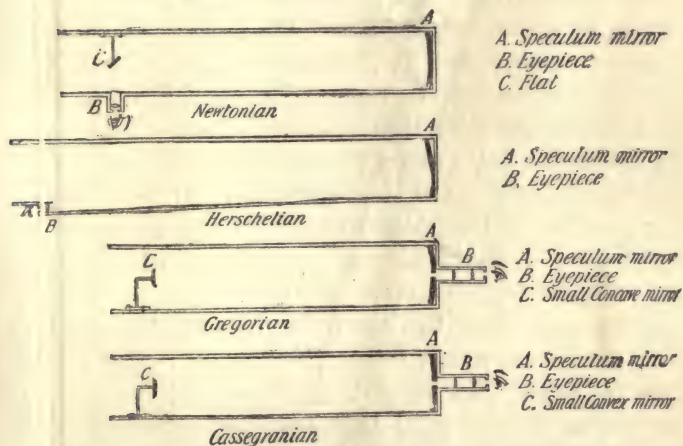 A
C
B
Newtonian
A. Speculum mirror
B. Eyepiece
C. Flat
A
B
Herschelian
A. Speculum mirror
B. Eyepiece
A
C
B
Gregorian
A. Speculum mirror
B. Eyepiece
C. Small Concave mirror
A
C
B
Cassegranian
A. Speculum mirror
B. Eyepiece
C. Small Convex mirror